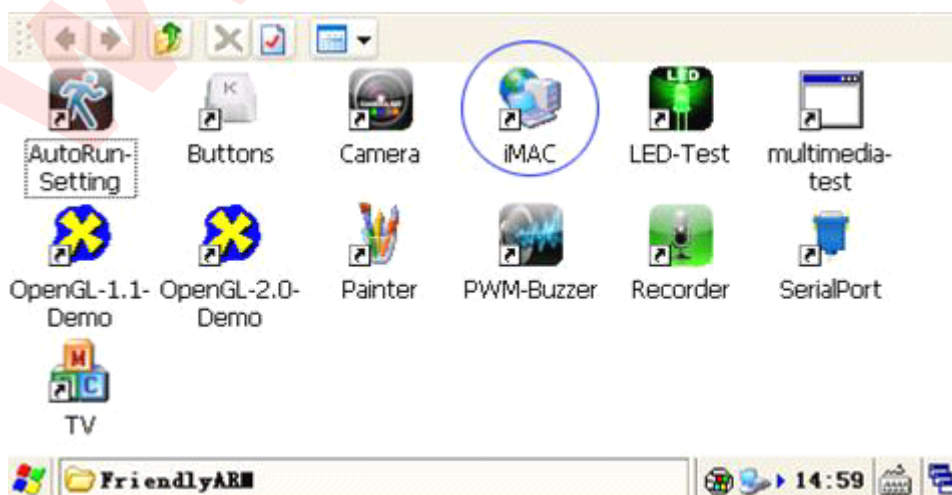 AutoRun-
Setting
Buttons
Camera
iMAC
LED-Test
multimedia-
test
OpenGL-1.1-
Demo
OpenGL-2.0-
Demo
Painter
PWM-Buzzer
Recorder
SerialPort
TV
FriendlyARM
14:59